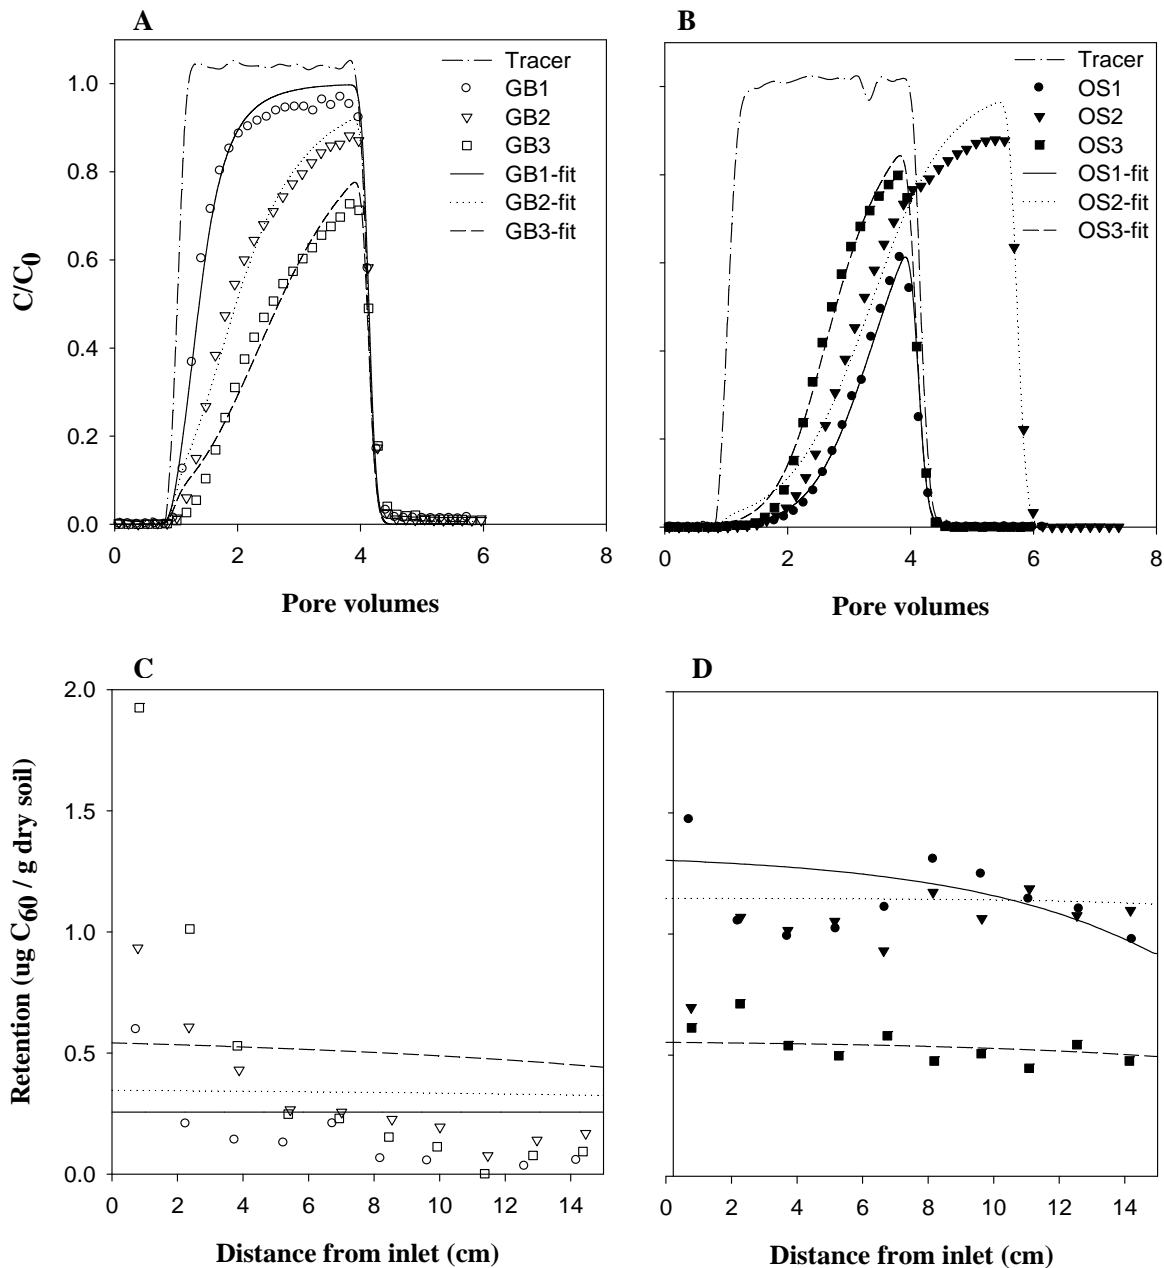 A
B
1.0
0.8
0.6
0.4
0.2
0.0
C/C0
Tracer
GB1
GB2
GB3
GB1-fit
GB2-fit
GB3-fit
Tracer
OS1
OS2
OS3
OS1-fit
OS2-fit
OS3-fit
0 2 4 6 8
0 2 4 6 8
Pore volumes
Pore volumes
C
D
2.0
1.5
1.0
0.5
0.0
Retention (ug C60 / g dry soil)
0 2 4 6 8 10 12 14
0 2 4 6 8 10 12 14
Distance from inlet (cm)
Distance from inlet (cm)